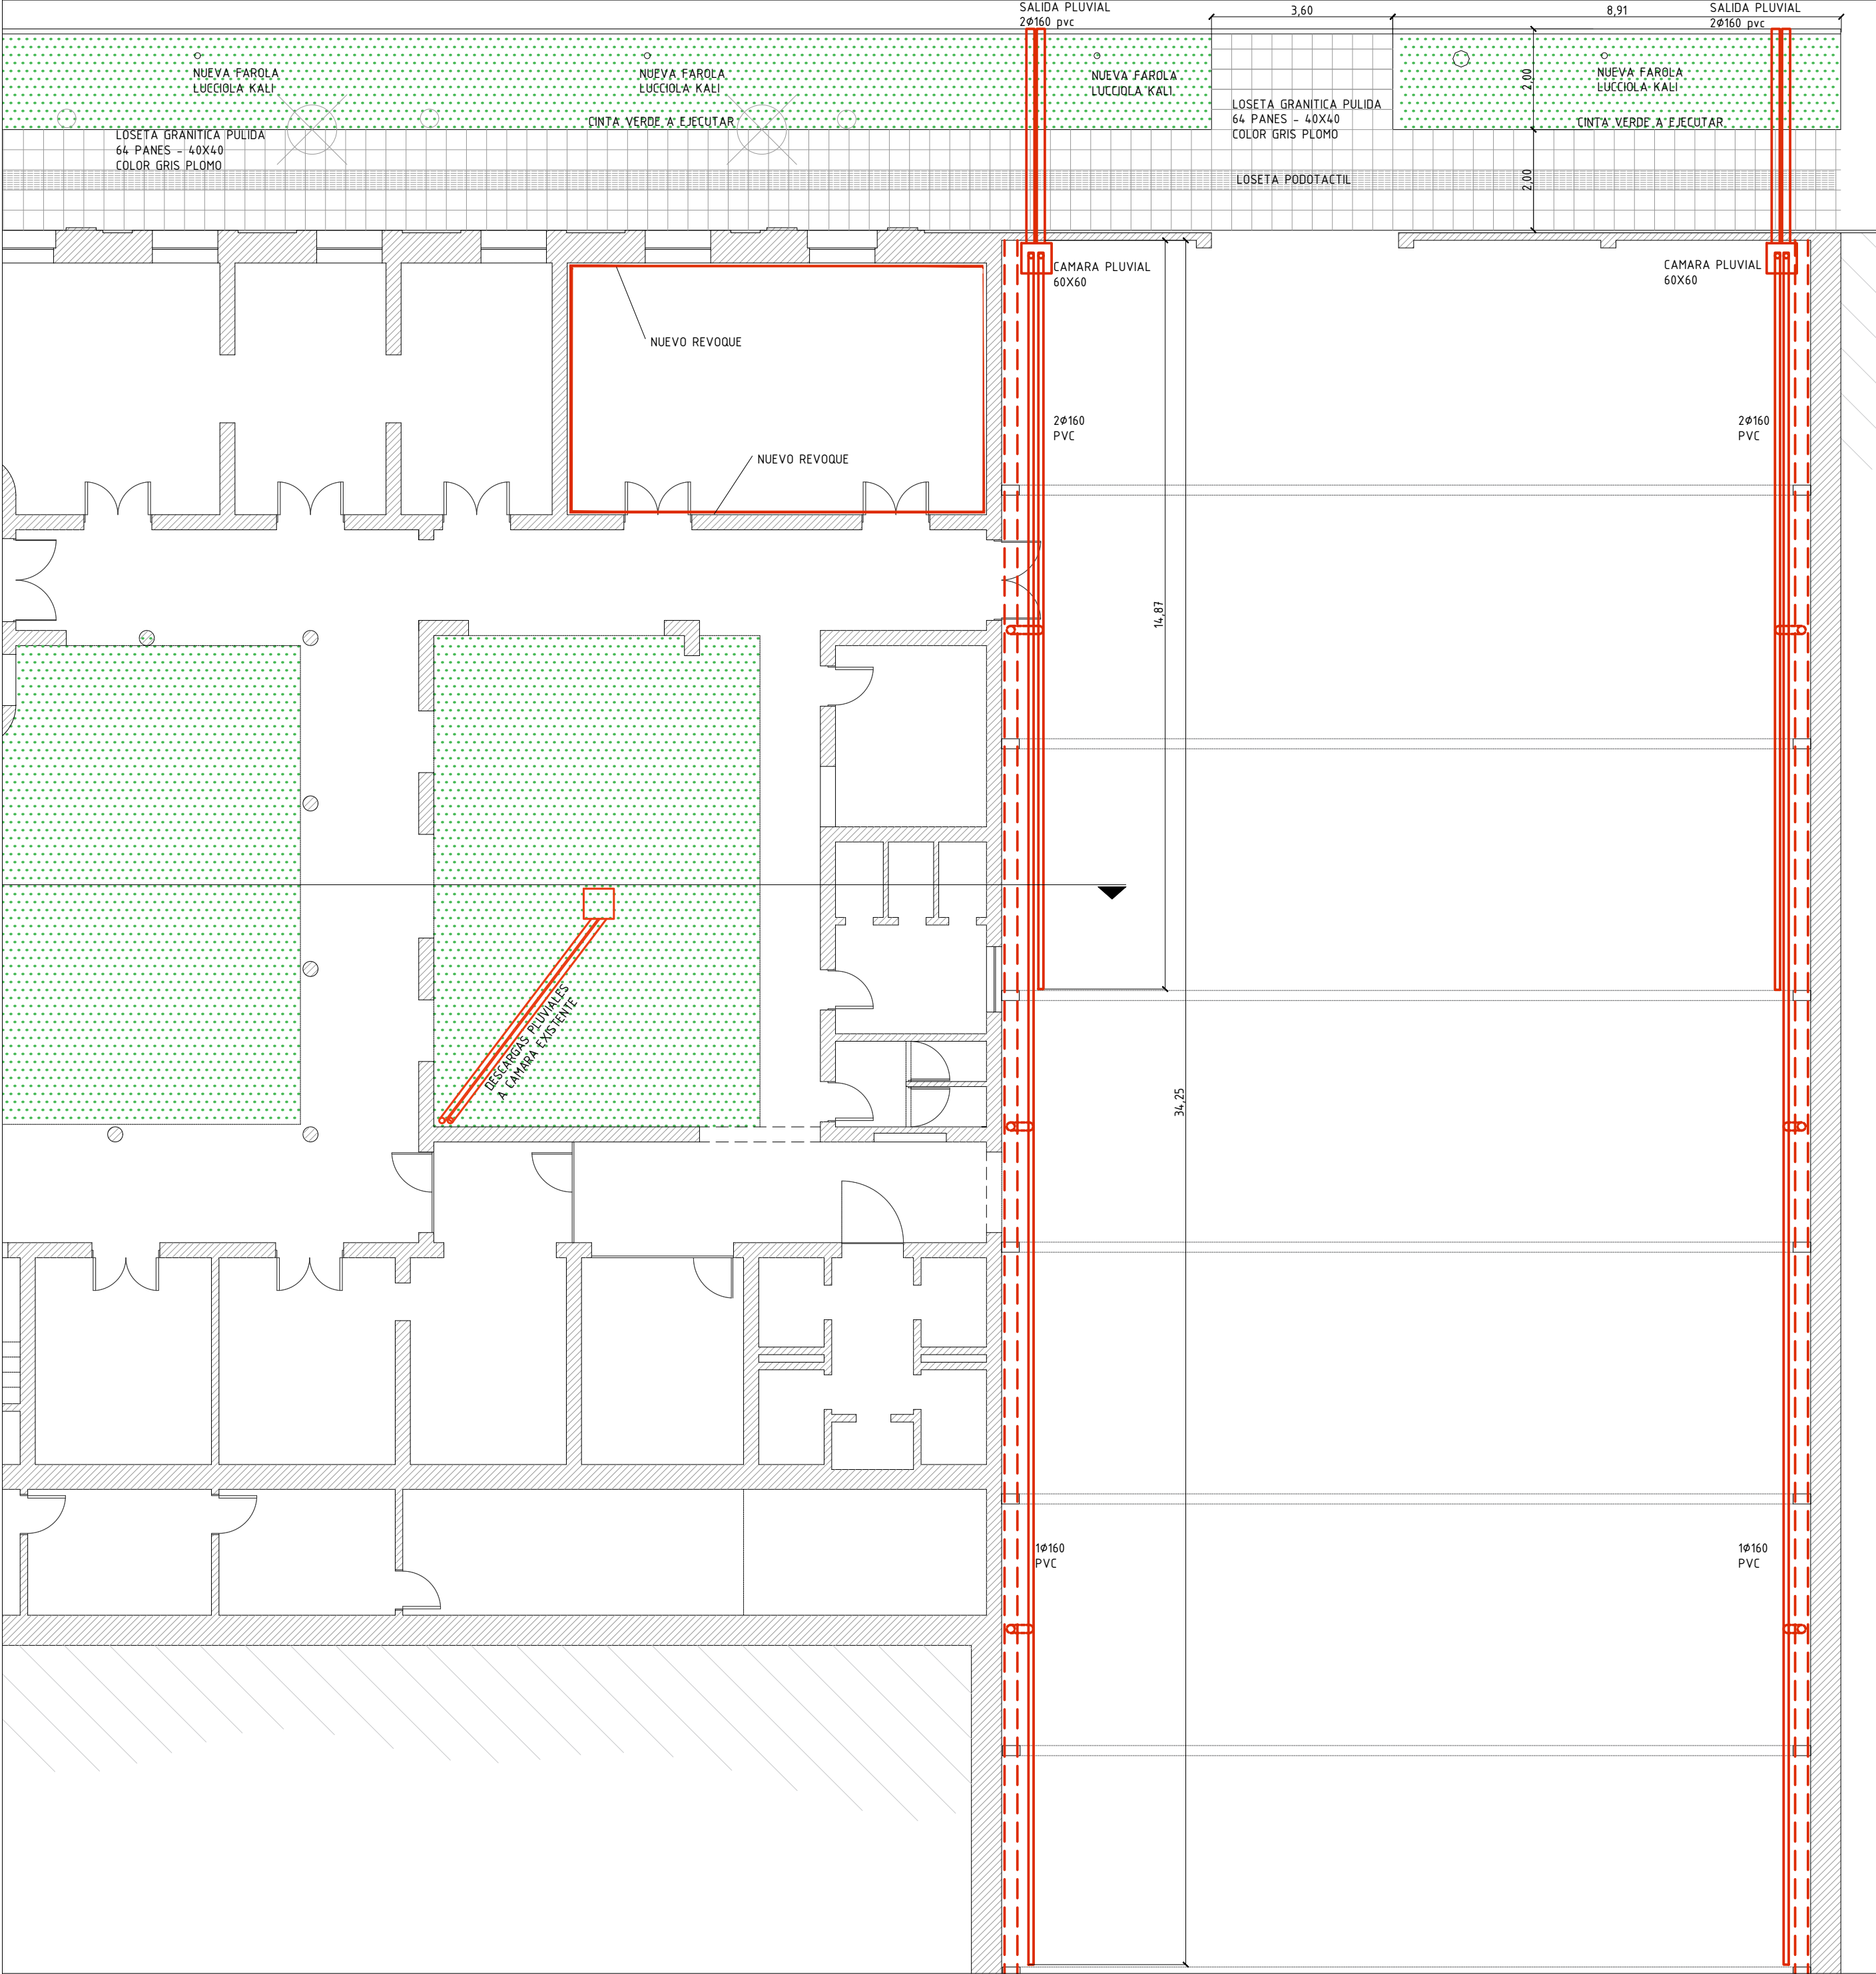 SALIDA PLUVIAL
2ø160 pvc
3,60
8,91
SALIDA PLUVIAL
2ø160 pvc
NUEVA FAROLA
LUCCIOLA KALI
NUEVA FAROLA
LUCCIOLA KALI
NUEVA FAROLA
LUCCIOLA KALI
NUEVA FAROLA
LUCCIOLA KALI
2,00
LOSETA GRANITICA PULIDA
64 PANES - 40X40
COLOR GRIS PLOMO
CINTA VERDE A EJECUTAR
LOSETA GRANITICA PULIDA
64 PANES - 40X40
COLOR GRIS PLOMO
CINTA VERDE A EJECUTAR
LOSETA PODOTACTIL
2,00
CAMARA PLUVIAL
60X60
CAMARA PLUVIAL
60X60
NUEVO REVOQUE
2ø160
PVC
2ø160
PVC
NUEVO REVOQUE
14,87
DESCARGAS PLUVIALES
A CAMARA EXISTENTE
34,25
1ø160
PVC
1ø160
PVC